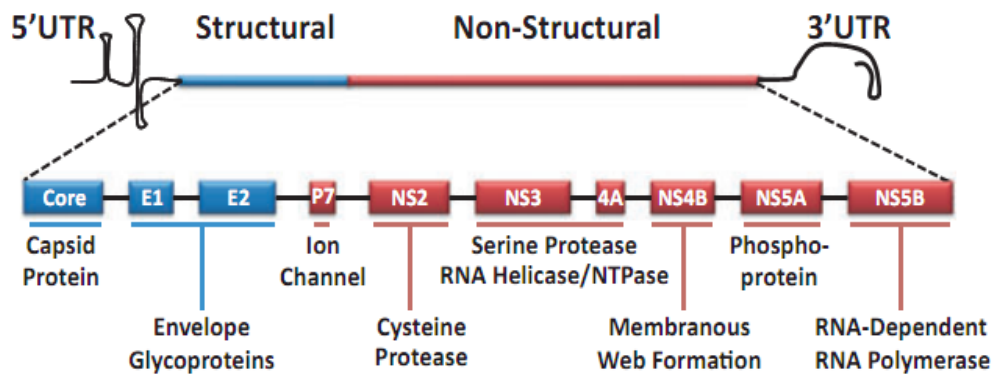 5'UTR Structural Non-Structural 3'UTR
Core E1 E2 P7 NS2 NS3 4A NS4B NS5A NS5B
Capsid
Protein
Ion
Channel
Serine Protease
RNA Helicase/NTPase
Phospho-
protein
Envelope
Glycoproteins
Cysteine
Protease
Membranous
Web Formation
RNA-Dependent
RNA Polymerase